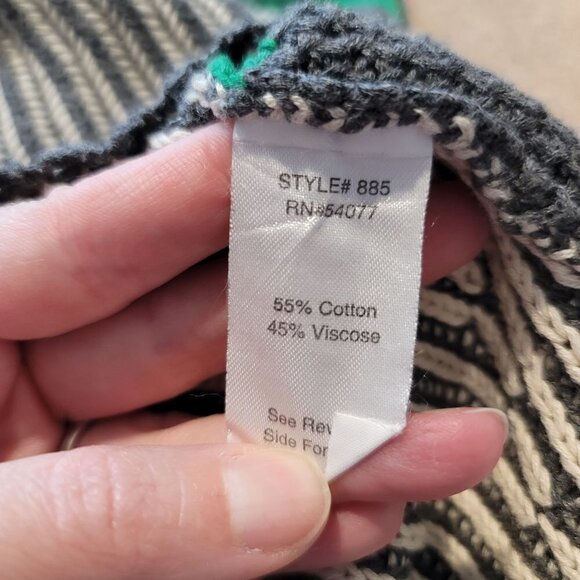 STYLE# 885
RN#54077
55% Cotton
45% Viscose
See Rev
Side For